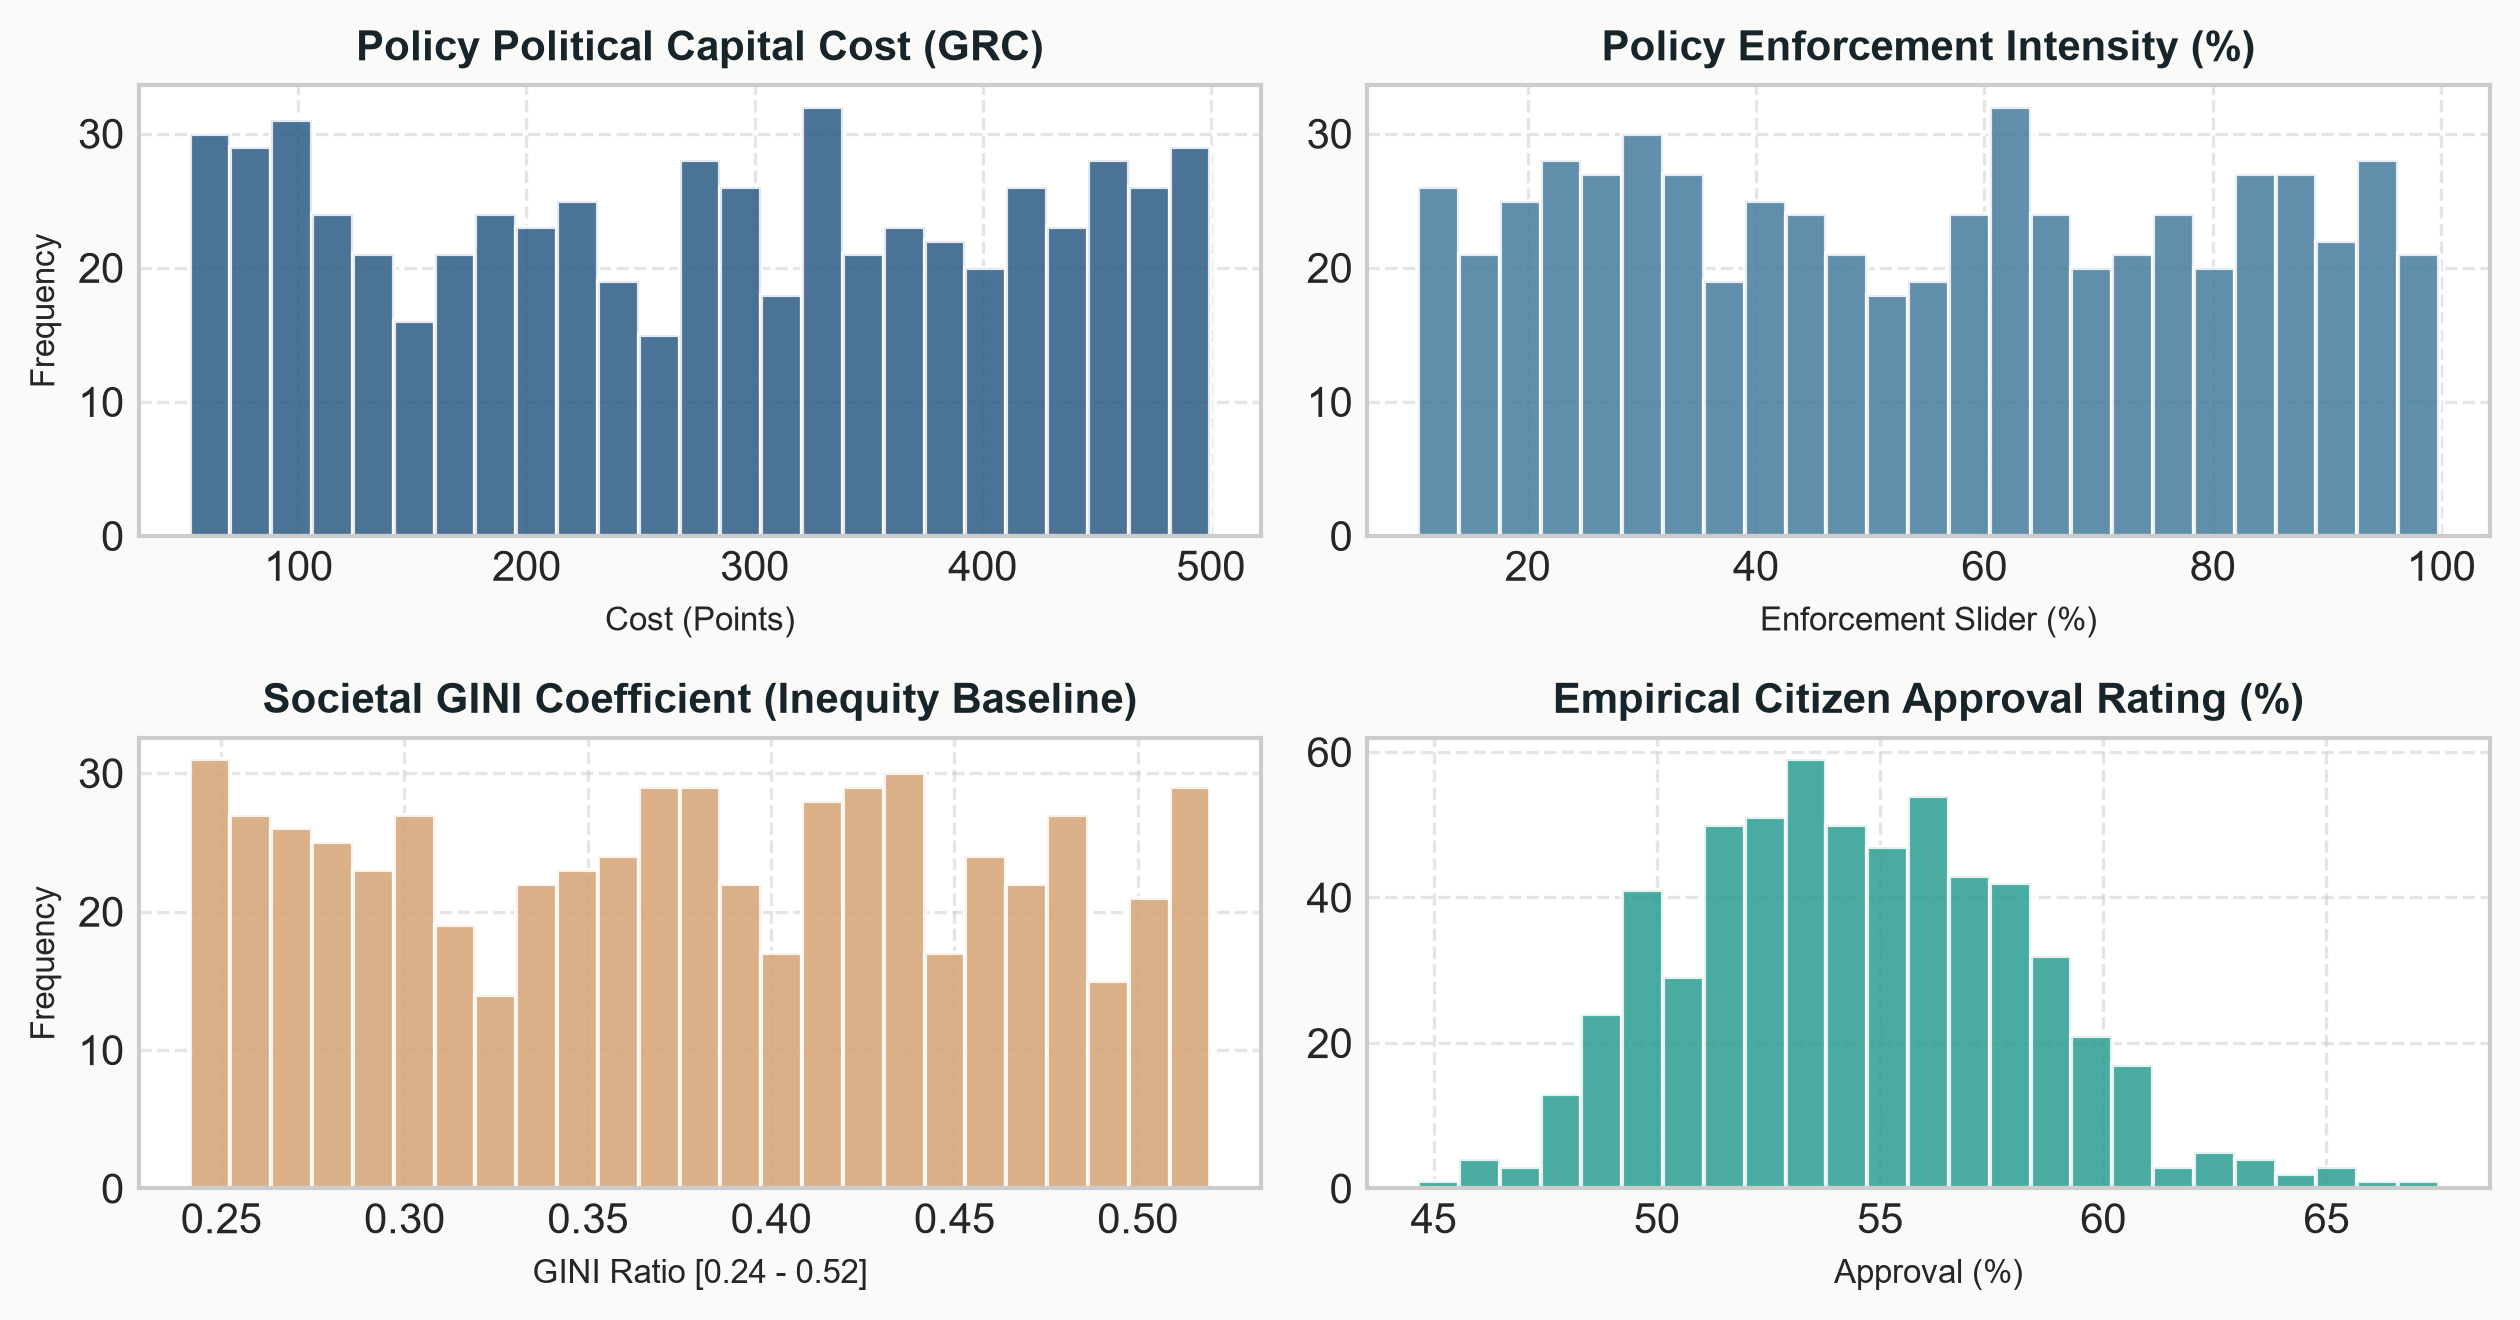 Policy Political Capital Cost (GRC)
Frequency
30
20
10
0
100 200 300 400 500
Cost (Points)
Policy Enforcement Intensity (%)
30
20
10
0
20 40 60 80 100
Enforcement Slider (%)
Societal GINI Coefficient (Inequity Baseline)
Frequency
30
20
10
0
0.25 0.30 0.35 0.40 0.45 0.50
GINI Ratio [0.24 - 0.52]
Empirical Citizen Approval Rating (%)
60
40
20
0
45 50 55 60 65
Approval (%)